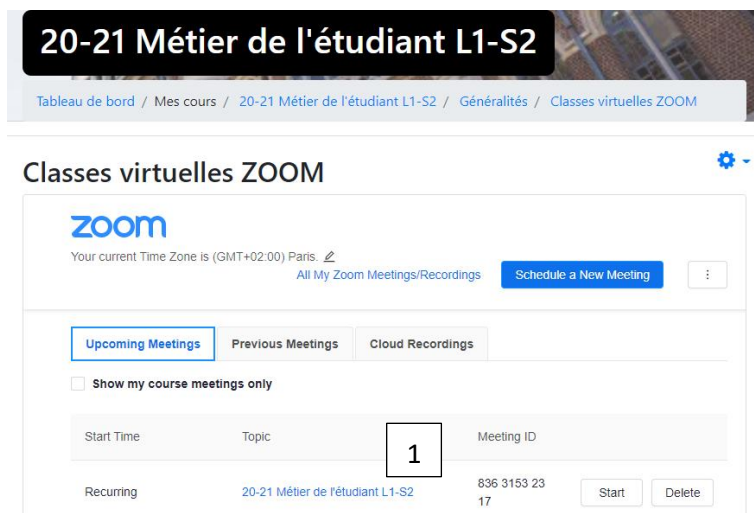 20-21 Métier de l'étudiant L1-S2
Tableau de bord / Mes cours / 20-21 Métier de l'étudiant L1-S2 / Généralités / Classes virtuelles ZOOM
Classes virtuelles ZOOM
zoom
Your current Time Zone is (GMT+02:00) Paris.
All My Zoom Meetings/Recordings Schedule a New Meeting
Upcoming Meetings Previous Meetings Cloud Recordings
Show my course meetings only
Start Time Topic 1 Meeting ID
Recurring 20-21 Métier de l'étudiant L1-S2 836 3153 23 Start Delete
17